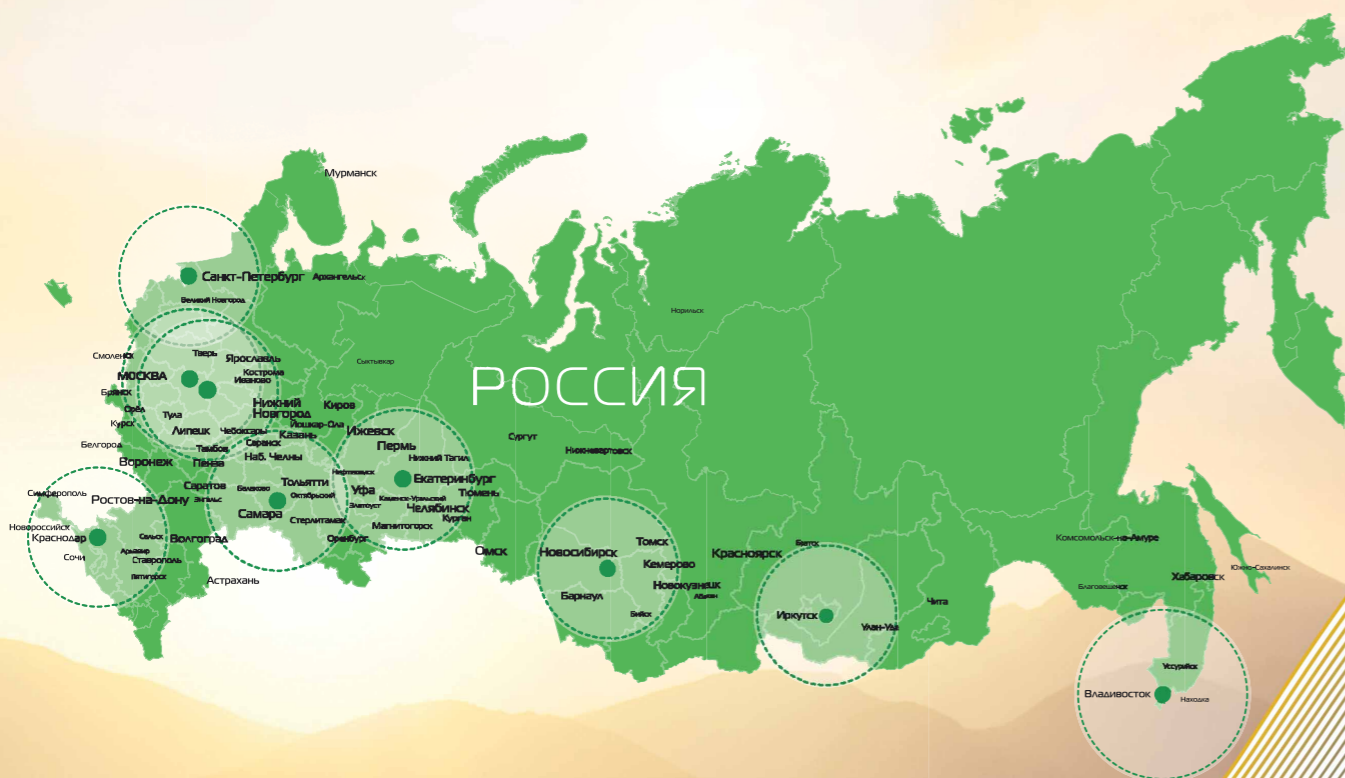 Мурманск
Санкт-Петербург
Архангельск
Великий Новгород
Норильск
Смоленск
Тверь
Ярославль
Сыктывкар
МОСКВА
Кострома
Иваново
РОССИЯ
Брянск
Орёл
Тула
Нижний
Новгород
Киров
Курск
Липецк
Чебоксары
Йошкар-Ола
Казань
Ижевск
Белгород
Тамбов
Саранск
Пермь
Сургут
Нижневартовск
Воронеж
Пенза
Наб. Челны
Нижний Тагил
Нефтекамск
Екатеринбург
Симферополь
Ростов-на-Дону
Саратов
Энгельс
Балаково
Тольятти
Октябрьский
Уфа
Каменск-Уральский
Тюмень
Златоуст
Челябинск
Самара
Стерлитамак
Магнитогорск
Курган
Новороссийск
Краснодар
Сальск
Волгоград
Оренбург
Омск
Новосибирск
Томск
Красноярск
Братск
Комсомольск-на-Амуре
Сочи
Армавир
Ставрополь
Кемерово
Южно-Сахалинск
Пятигорск
Астрахань
Барнаул
Новокузнецк
Абакан
Благовещенск
Хабаровск
Бийск
Иркутск
Чита
Улан-Удэ
Уссурийск
Владивосток
Находка